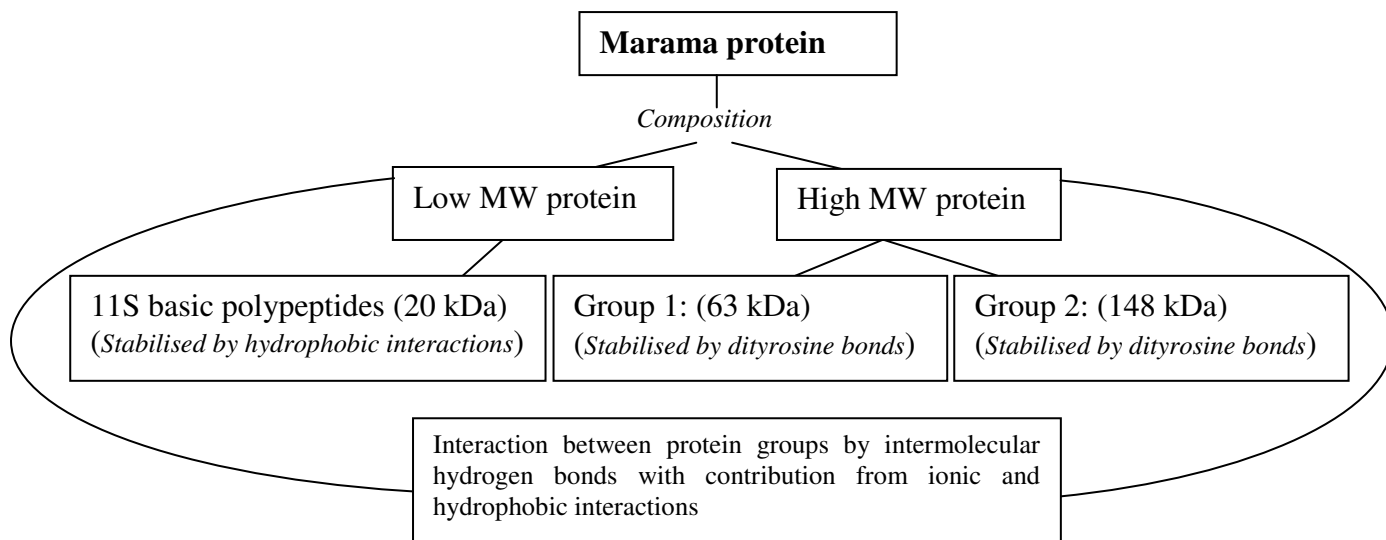 Marama protein
Composition
Low MW protein
High MW protein
11S basic polypeptides (20 kDa)
(Stabilised by hydrophobic interactions)
Group 1: (63 kDa)
(Stabilised by dityrosine bonds)
Group 2: (148 kDa)
(Stabilised by dityrosine bonds)
Interaction between protein groups by intermolecular
hydrogen bonds with contribution from ionic and
hydrophobic interactions